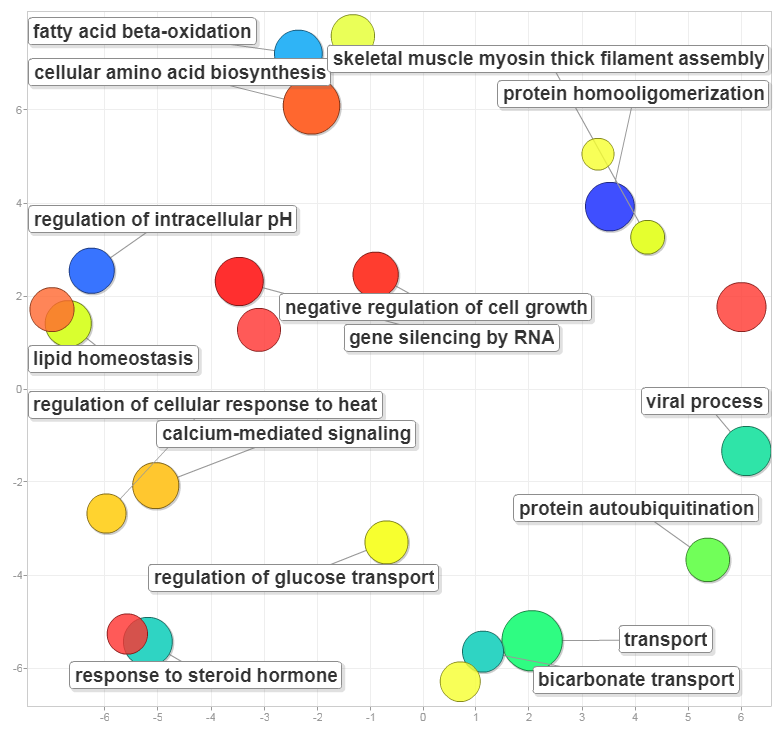 fatty acid beta-oxidation
skeletal muscle myosin thick filament assembly
cellular amino acid biosynthesis
protein homooligomerization
6
4
regulation of intracellular pH
2
negative regulation of cell growth
gene silencing by RNA
lipid homeostasis
0
regulation of cellular response to heat
viral process
calcium-mediated signaling
-2
protein autoubiquitination
-4
regulation of glucose transport
transport
-6
response to steroid hormone
bicarbonate transport
-6 -5 -4 -3 -2 -1 0 1 2 3 4 5 6